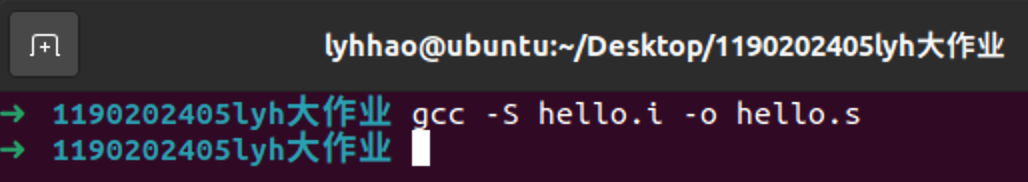 lyhhao@ubuntu:~/Desktop/1190202405lyh大作业
➜ 1190202405lyh大作业 gcc -S hello.i -o hello.s
➜ 1190202405lyh大作业